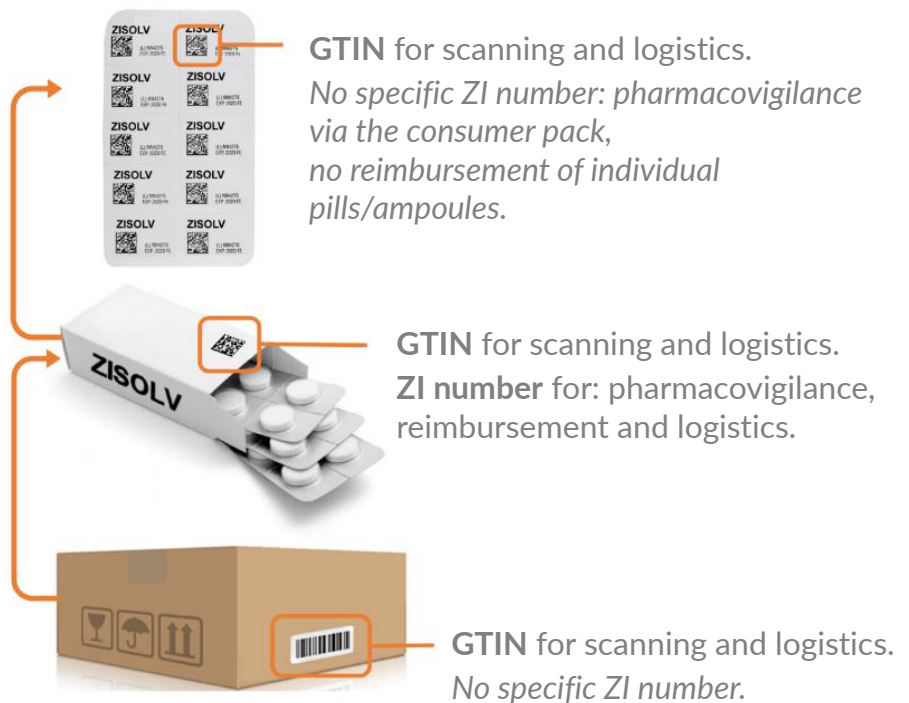 ZISOLV ZISOLV
GTIN for scanning and logistics.
ZISOLV ZISOLV
No specific ZI number: pharmacovigilance
via the consumer pack,
ZISOLV ZISOLV
no reimbursement of individual
ZISOLV ZISOLV
pills/ampoules.
ZISOLV ZISOLV
GTIN for scanning and logistics.
ZISOLV
ZI number for: pharmacovigilance,
reimbursement and logistics.
GTIN for scanning and logistics.
No specific ZI number.